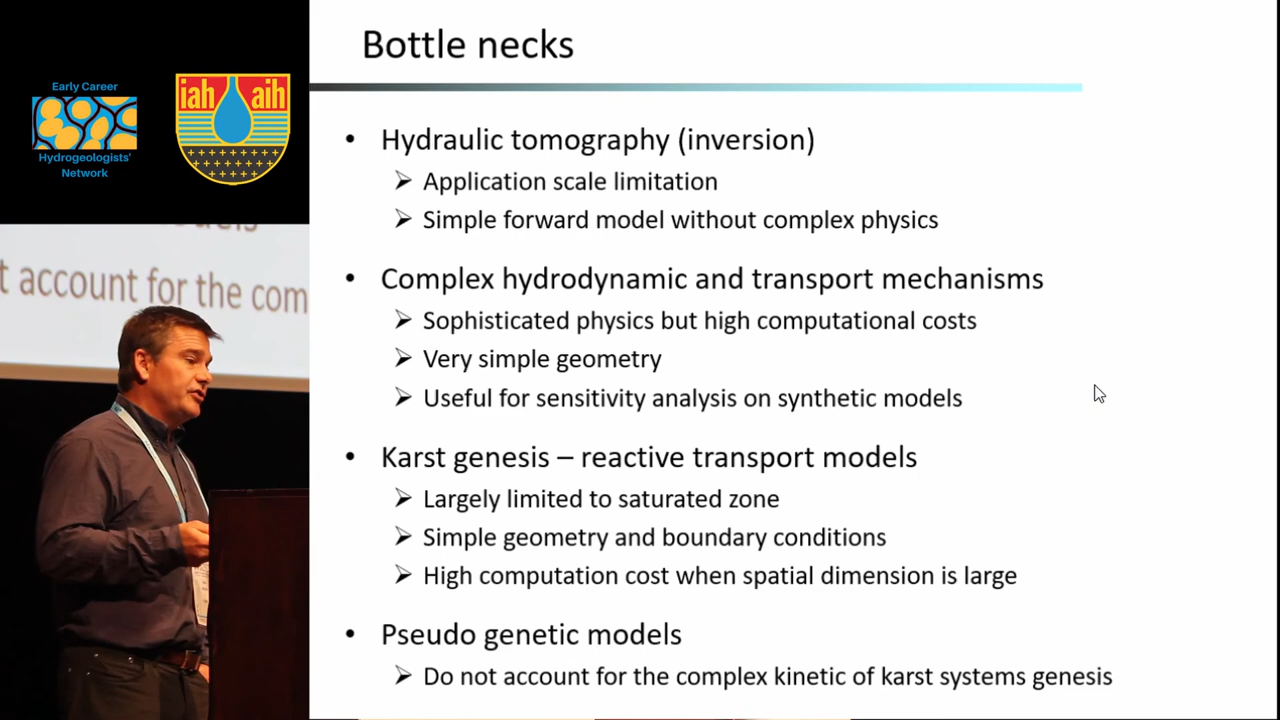 Bottle necks
Early Career
Hydrogeologists'
Network
iah aih
t account for the com
• Hydraulic tomography (inversion)
➢ Application scale limitation
➢ Simple forward model without complex physics
• Complex hydrodynamic and transport mechanisms
➢ Sophisticated physics but high computational costs
➢ Very simple geometry
➢ Useful for sensitivity analysis on synthetic models
• Karst genesis – reactive transport models
➢ Largely limited to saturated zone
➢ Simple geometry and boundary conditions
➢ High computation cost when spatial dimension is large
• Pseudo genetic models
➢ Do not account for the complex kinetic of karst systems genesis